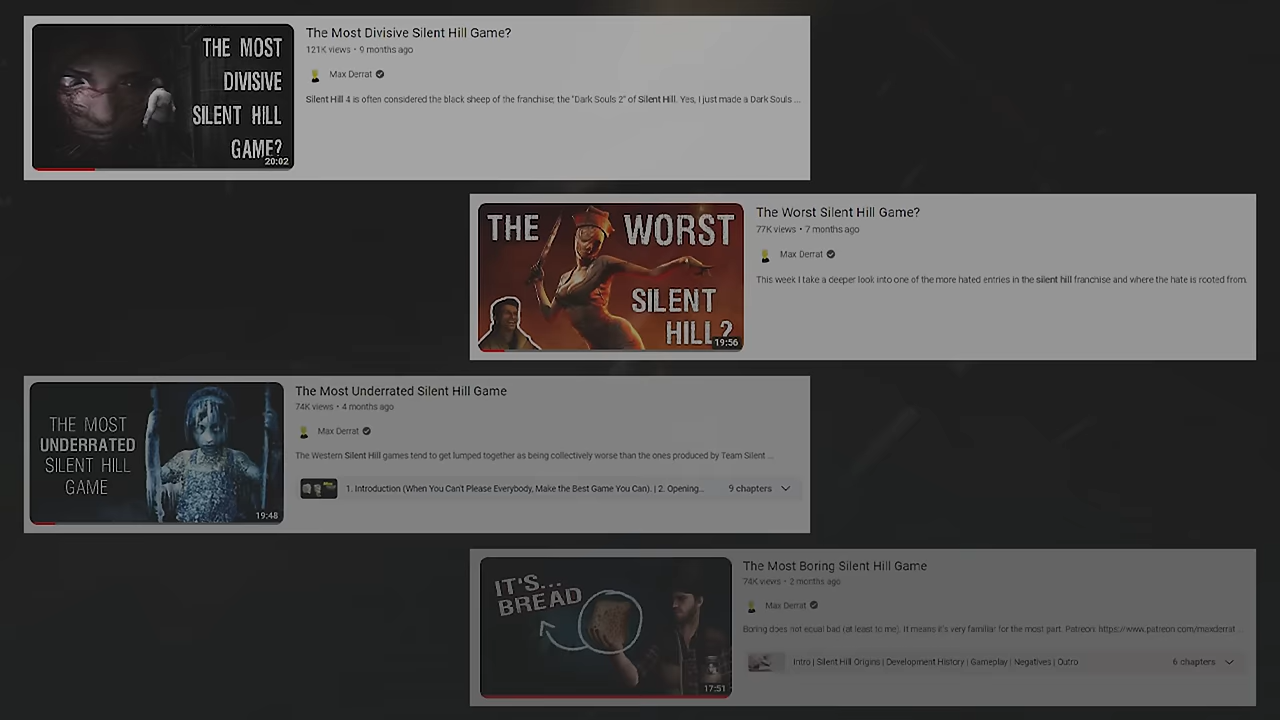 THE MOST
DIVISIVE
SILENT HILL
GAME?
20:02
The Most Divisive Silent Hill Game?
121K views • 9 months ago
Max Derrat
Silent Hill 4 is often considered the black sheep of the franchise; the "Dark Souls 2" of Silent Hill. Yes, I just made a Dark Souls ...
THE WORST
SILENT
HILL?
19:56
The Worst Silent Hill Game?
77K views • 7 months ago
Max Derrat
This week I take a deeper look into one of the more hated entries in the silent hill franchise and where the hate is rooted from.
THE MOST
UNDERRATED
SILENT HILL
GAME
19:48
The Most Underrated Silent Hill Game
74K views • 4 months ago
Max Derrat
The Western Silent Hill games tend to get lumped together as being collectively worse than the ones produced by Team Silent ...
1. Introduction (When You Can't Please Everybody, Make the Best Game You Can). | 2. Opening... 9 chapters
IT'S...
BREAD
17:51
The Most Boring Silent Hill Game
74K views • 2 months ago
Max Derrat
Boring does not equal bad (at least to me). It means it's very familiar for the most part. Patreon: https://www.patreon.com/maxderrat ...
Intro | Silent Hill Origins | Development History | Gameplay | Negatives | Outro 6 chapters